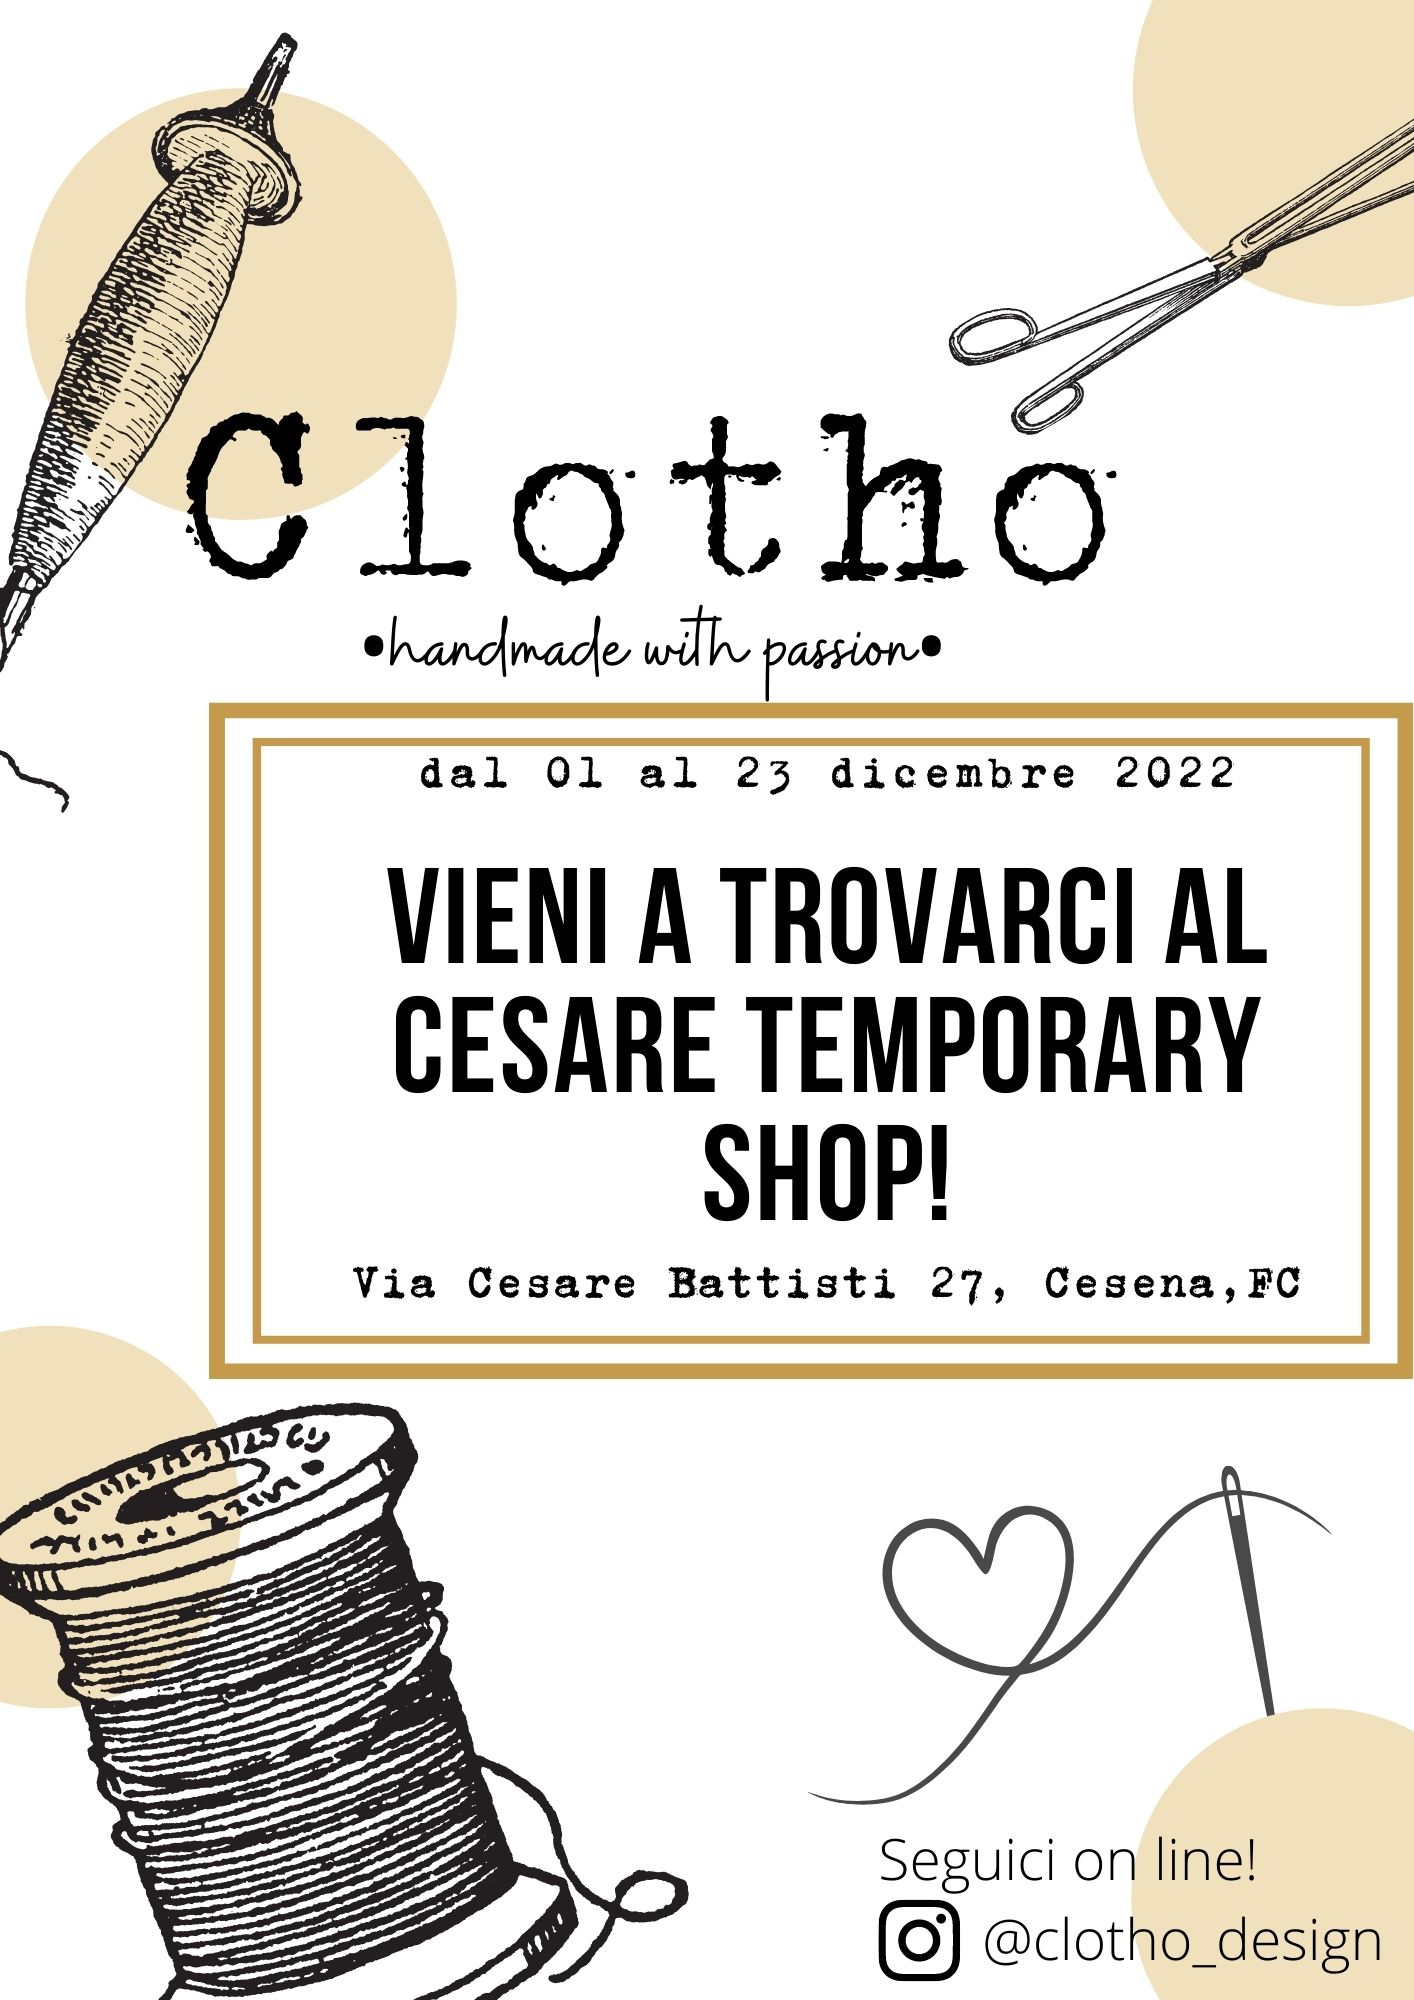 Clotho
•handmade with passion•
dal 01 al 23 dicembre 2022
VIENI A TROVARCI AL
CESARE TEMPORARY
SHOP!
Via Cesare Battisti 27, Cesena,FC
Seguici on line!
@clotho_design